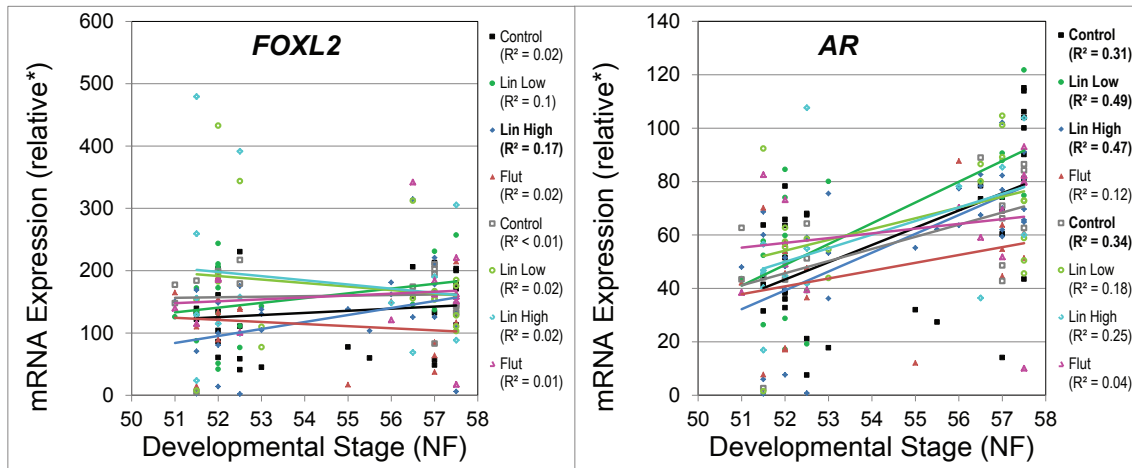 FOXL2
mRNA Expression (relative*)
600
500
400
300
200
100
0
50 51 52 53 54 55 56 57 58
Developmental Stage (NF)
Control
(R² = 0.02)
Lin Low
(R² = 0.1)
Lin High
(R² = 0.17)
Flut
(R² = 0.02)
Control
(R² < 0.01)
Lin Low
(R² = 0.02)
Lin High
(R² = 0.02)
Flut
(R² = 0.01)
AR
mRNA Expression (relative*)
140
120
100
80
60
40
20
0
50 51 52 53 54 55 56 57 58
Developmental Stage (NF)
Control
(R² = 0.31)
Lin Low
(R² = 0.49)
Lin High
(R² = 0.47)
Flut
(R² = 0.12)
Control
(R² = 0.34)
Lin Low
(R² = 0.18)
Lin High
(R² = 0.25)
Flut
(R² = 0.04)